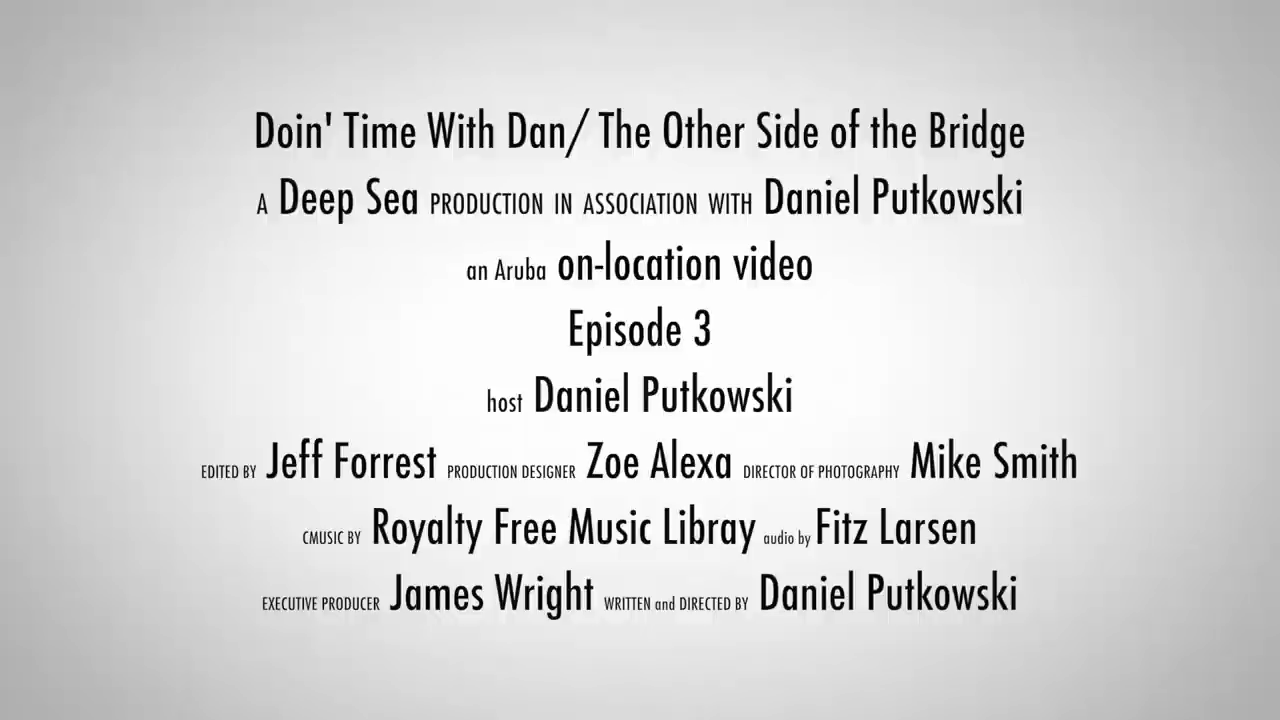 Doin' Time With Dan/ The Other Side of the Bridge
A Deep Sea PRODUCTION IN ASSOCIATION WITH Daniel Putkowski
an Aruba on-location video
Episode 3
host Daniel Putkowski
EDITED BY Jeff Forrest PRODUCTION DESIGNER Zoe Alexa DIRECTOR OF PHOTOGRAPHY Mike Smith
CMUSIC BY Royalty Free Music Libray audio by Fitz Larsen
EXECUTIVE PRODUCER James Wright WRITTEN and DIRECTED BY Daniel Putkowski